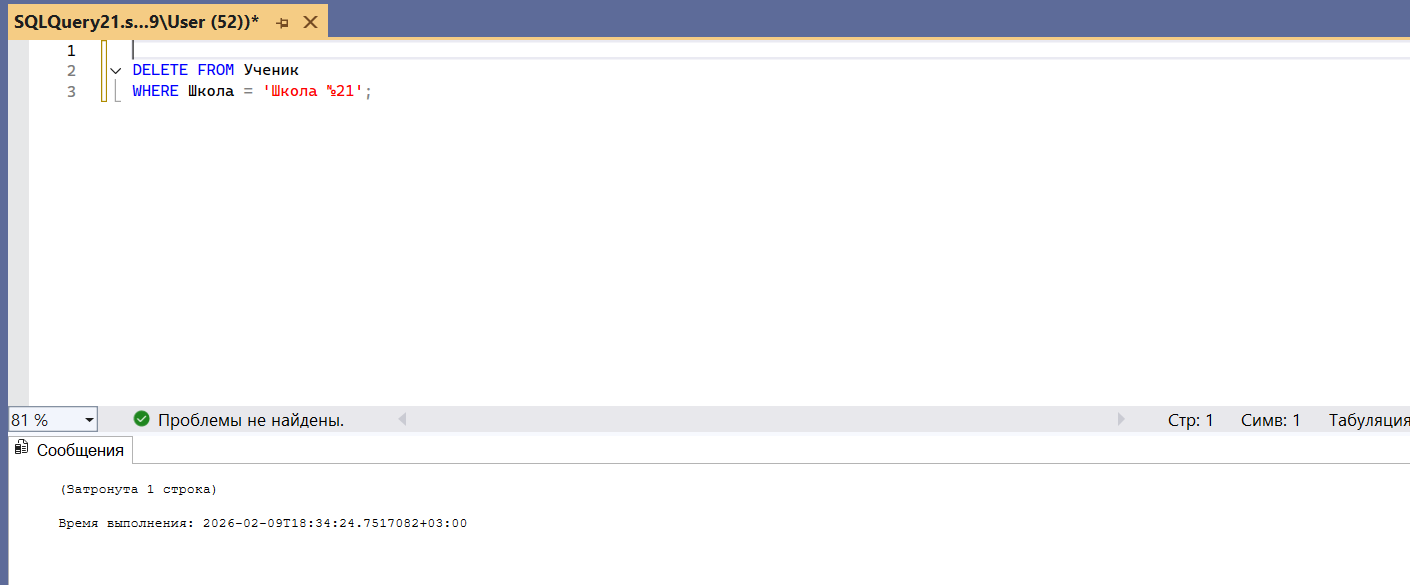 SQLQuery21.s...9\User (52))*
1
2 DELETE FROM Ученик
3 WHERE Школа = 'Школа №21';
81 % Проблемы не найдены. Стр: 1 Симв: 1 Табуляция
Сообщения
(Затронута 1 строка)
Время выполнения: 2026-02-09T18:34:24.7517082+03:00